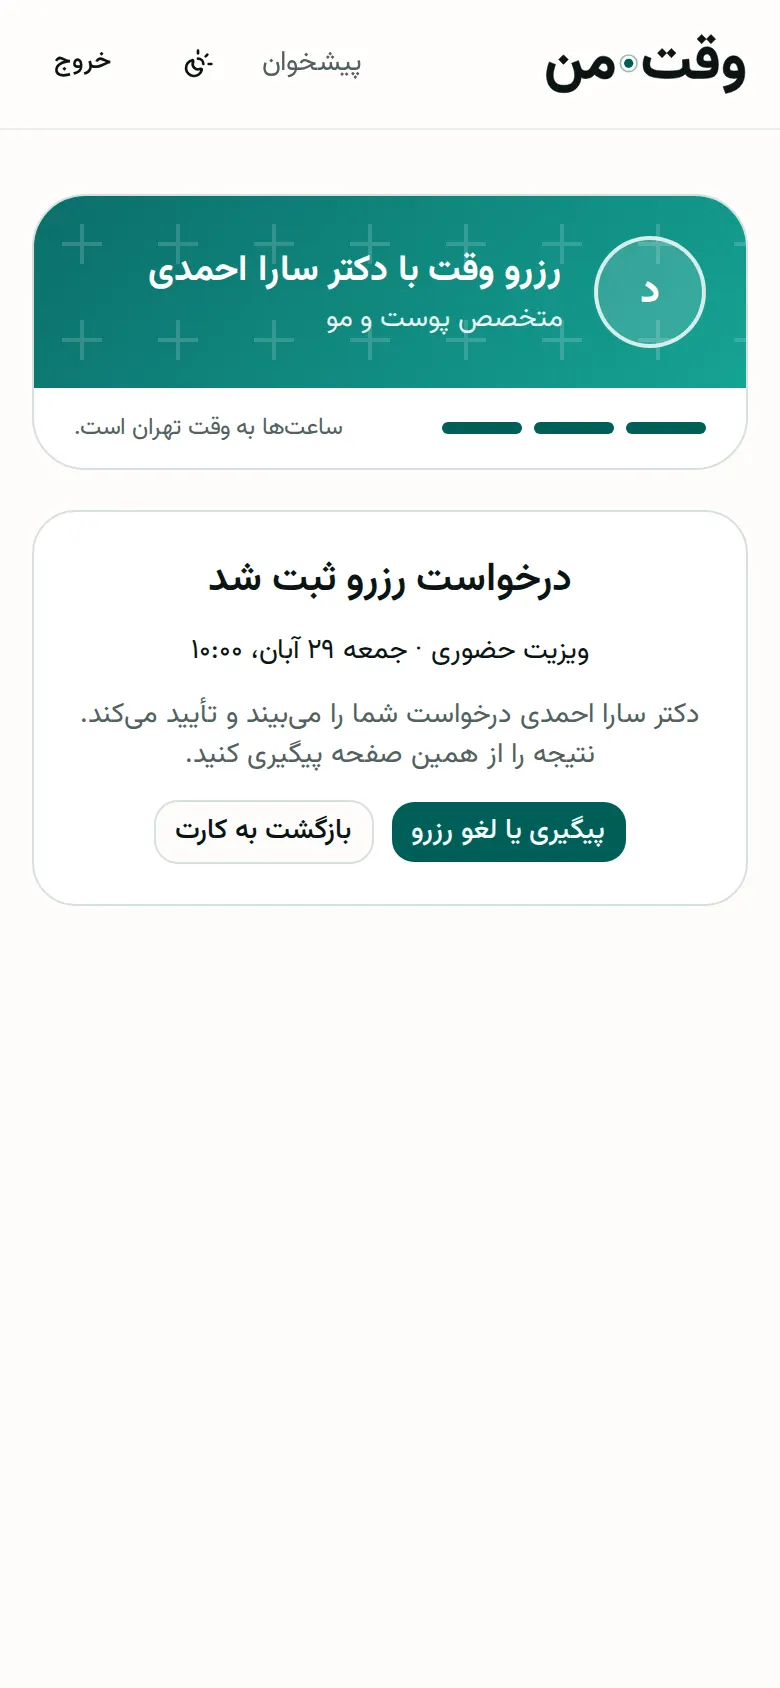 وقت من
پیشخوان
خروج
د
رزرو وقت با دکتر سارا احمدی
متخصص پوست و مو
ساعت‌ها به وقت تهران است.
درخواست رزرو ثبت شد
ویزیت حضوری · جمعه ۲۹ آبان، ۱۰:۰۰
دکتر سارا احمدی درخواست شما را می‌بیند و تأیید می‌کند.
نتیجه را از همین صفحه پیگیری کنید.
پیگیری یا لغو رزرو
بازگشت به کارت